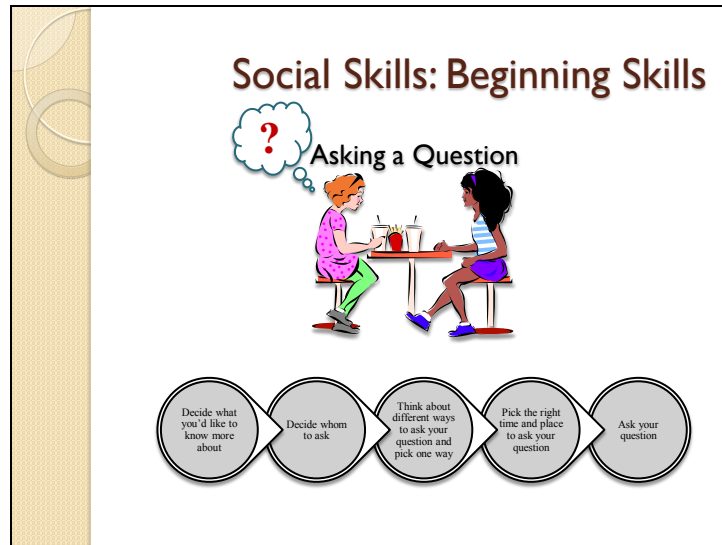 Social Skills: Beginning Skills
?
Asking a Question
Decide what
you'd like to
know more
about
Decide whom
to ask
Think about
different ways
to ask your
question and
pick one way
Pick the right
time and place
to ask your
question
Ask your
question